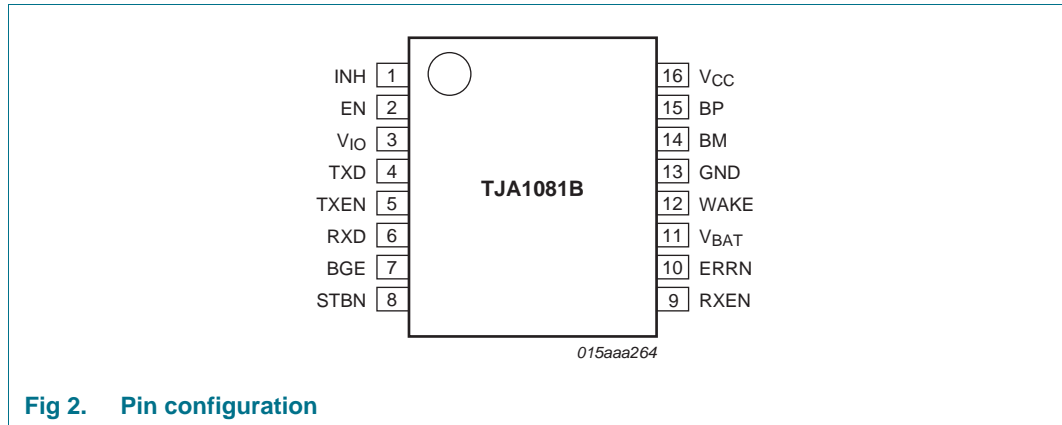 INH 1 16 VCC
EN 2 15 BP
VIO 3 14 BM
TXD 4 13 GND
TJA1081B
TXEN 5 12 WAKE
RXD 6 11 VBAT
BGE 7 10 ERRN
STBN 8 9 RXEN
015aaa264
Fig 2. Pin configuration